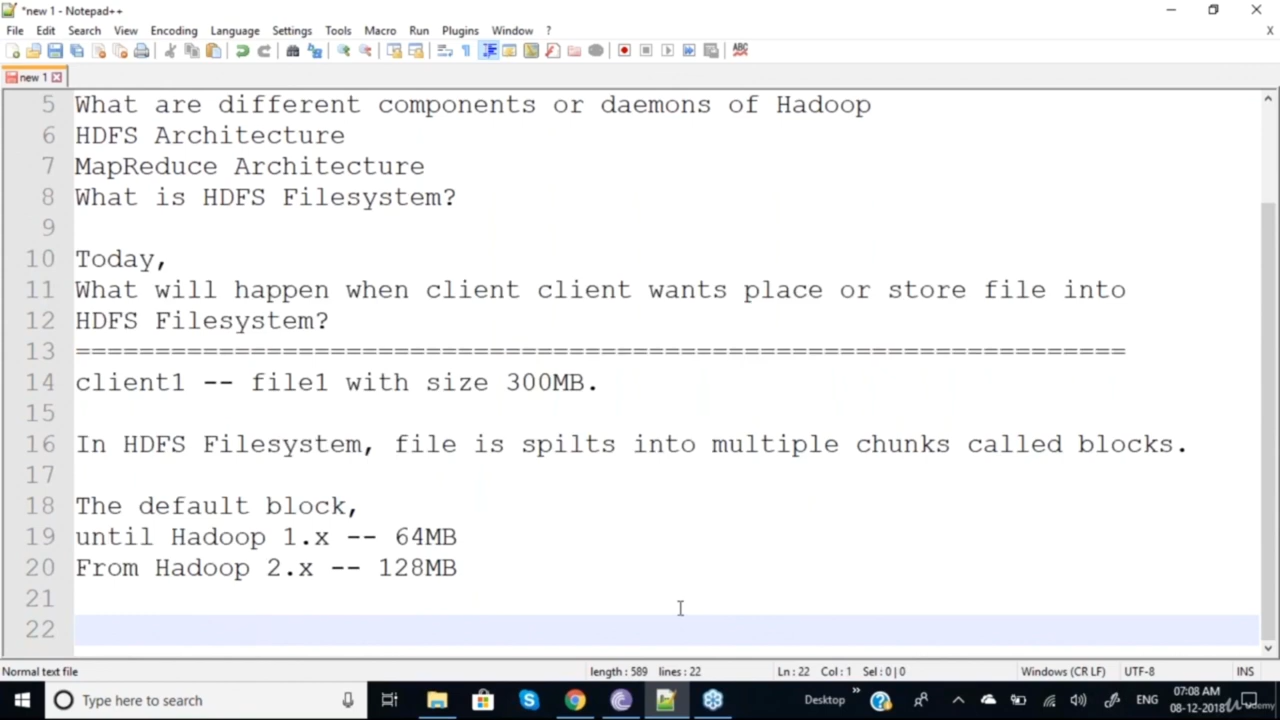 *new 1 - Notepad++
File Edit Search View Encoding Language Settings Tools Macro Run Plugins Window ?
X
new 1
5 What are different components or daemons of Hadoop
6 HDFS Architecture
7 MapReduce Architecture
8 What is HDFS Filesystem?
9
10 Today,
11 What will happen when client client wants place or store file into
12 HDFS Filesystem?
13 ==================================================================
14 client1 -- file1 with size 300MB.
15
16 In HDFS Filesystem, file is spilts into multiple chunks called blocks.
17
18 The default block,
19 until Hadoop 1.x -- 64MB
20 From Hadoop 2.x -- 128MB
21
22
Normal text file length : 589 lines : 22 Ln : 22 Col : 1 Sel : 0 | 0 Windows (CR LF) UTF-8 INS
Type here to search Desktop ENG 07:08 AM
08-12-2018 Udemy